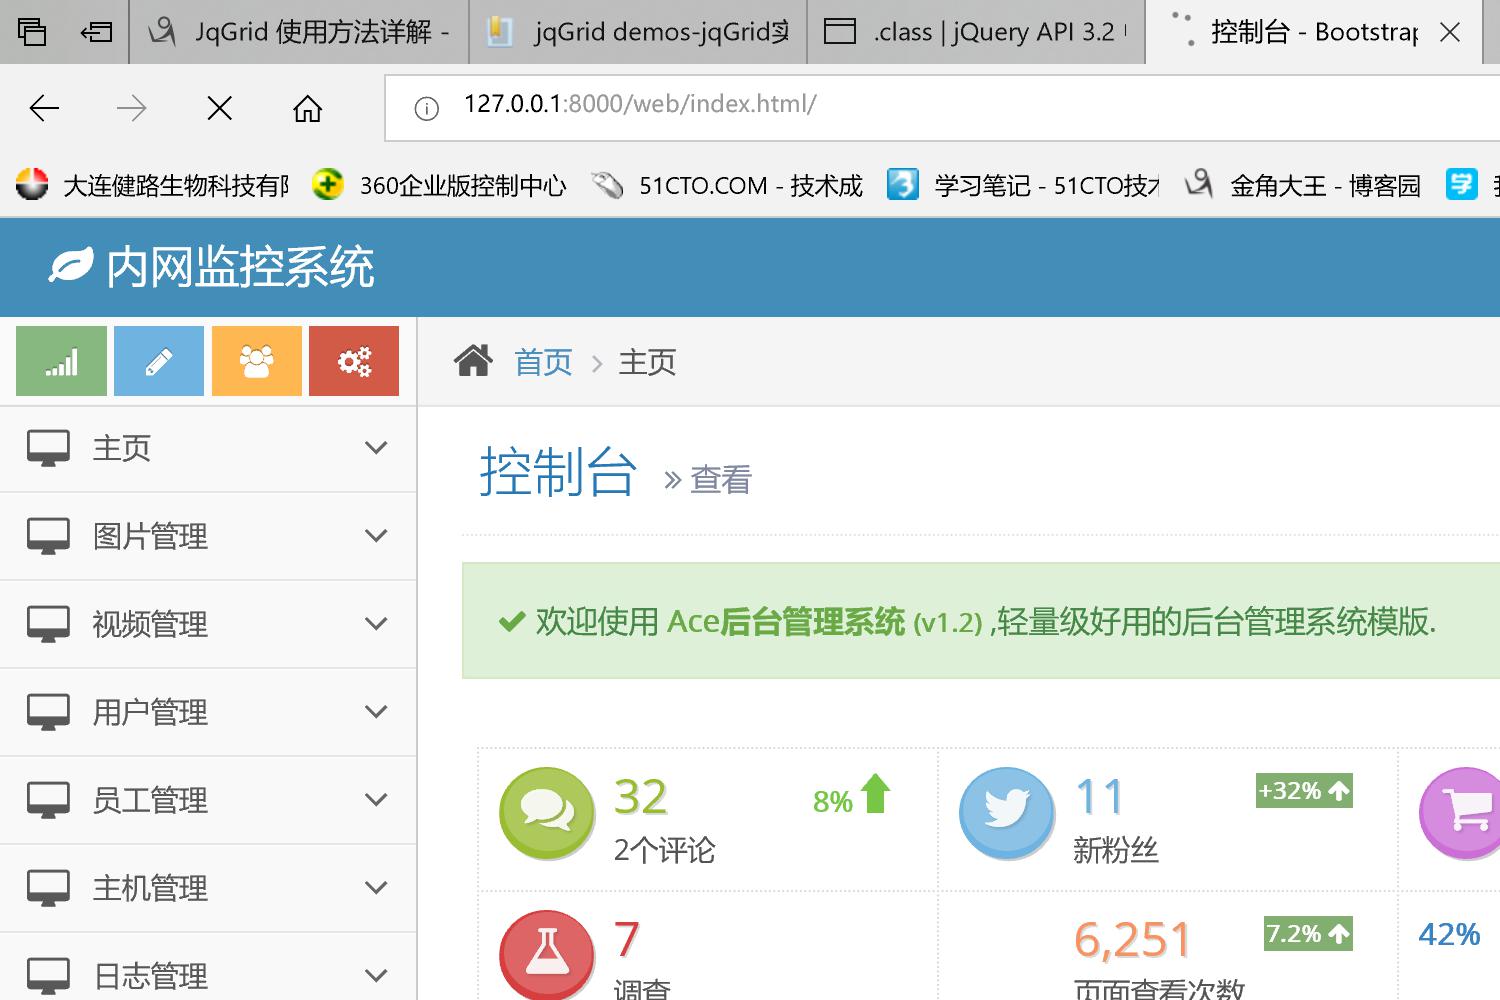 JqGrid 使用方法详解 -
jqGrid demos-jqGrid实
.class | jQuery API 3.2
控制台 - Bootstrap
127.0.0.1:8000/web/index.html/
大连健路生物科技有限
360企业版控制中心
51CTO.COM - 技术成
学习笔记 - 51CTO技术
金角大王 - 博客园
学
内网监控系统
首页 > 主页
主页
图片管理
视频管理
用户管理
员工管理
主机管理
日志管理
控制台 » 查看
欢迎使用 Ace后台管理系统 (v1.2) ,轻量级好用的后台管理系统模版.
32
8%
2个评论
11
+32%
新粉丝
7
调查
6,251
7.2%
页面查看次数
42%